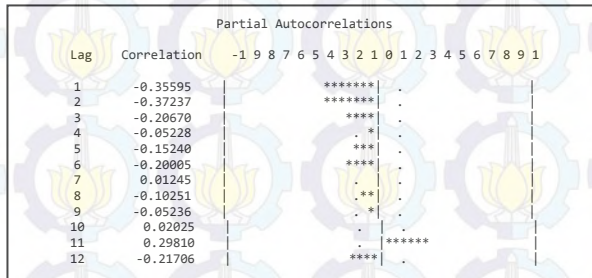 Partial Autocorrelations
Lag Correlation -1 9 8 7 6 5 4 3 2 1 0 1 2 3 4 5 6 7 8 9 1
1 -0.35595 | *******| . |
2 -0.37237 | *******| . |
3 -0.20670 | ****| . |
4 -0.05228 | . *| . |
5 -0.15240 | ***| . |
6 -0.20005 | ****| . |
7 0.01245 | . | . |
8 -0.10251 | .**| . |
9 -0.05236 | . *| . |
10 0.02025 | . | . |
11 0.29810 | . |****** |
12 -0.21706 | ****| . |